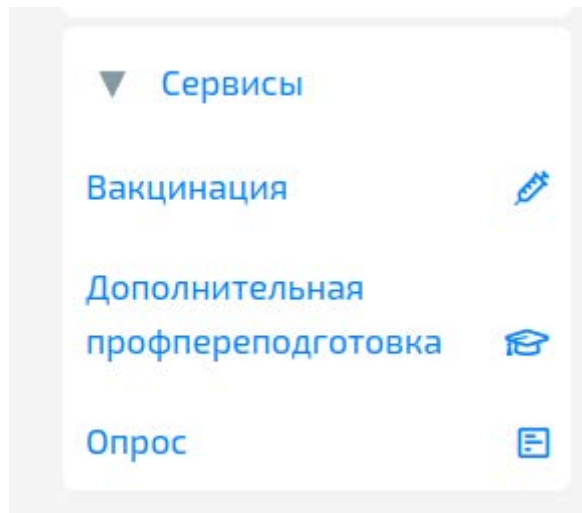 Сервисы
Вакцинация
Дополнительная
профпереподготовка
Опрос